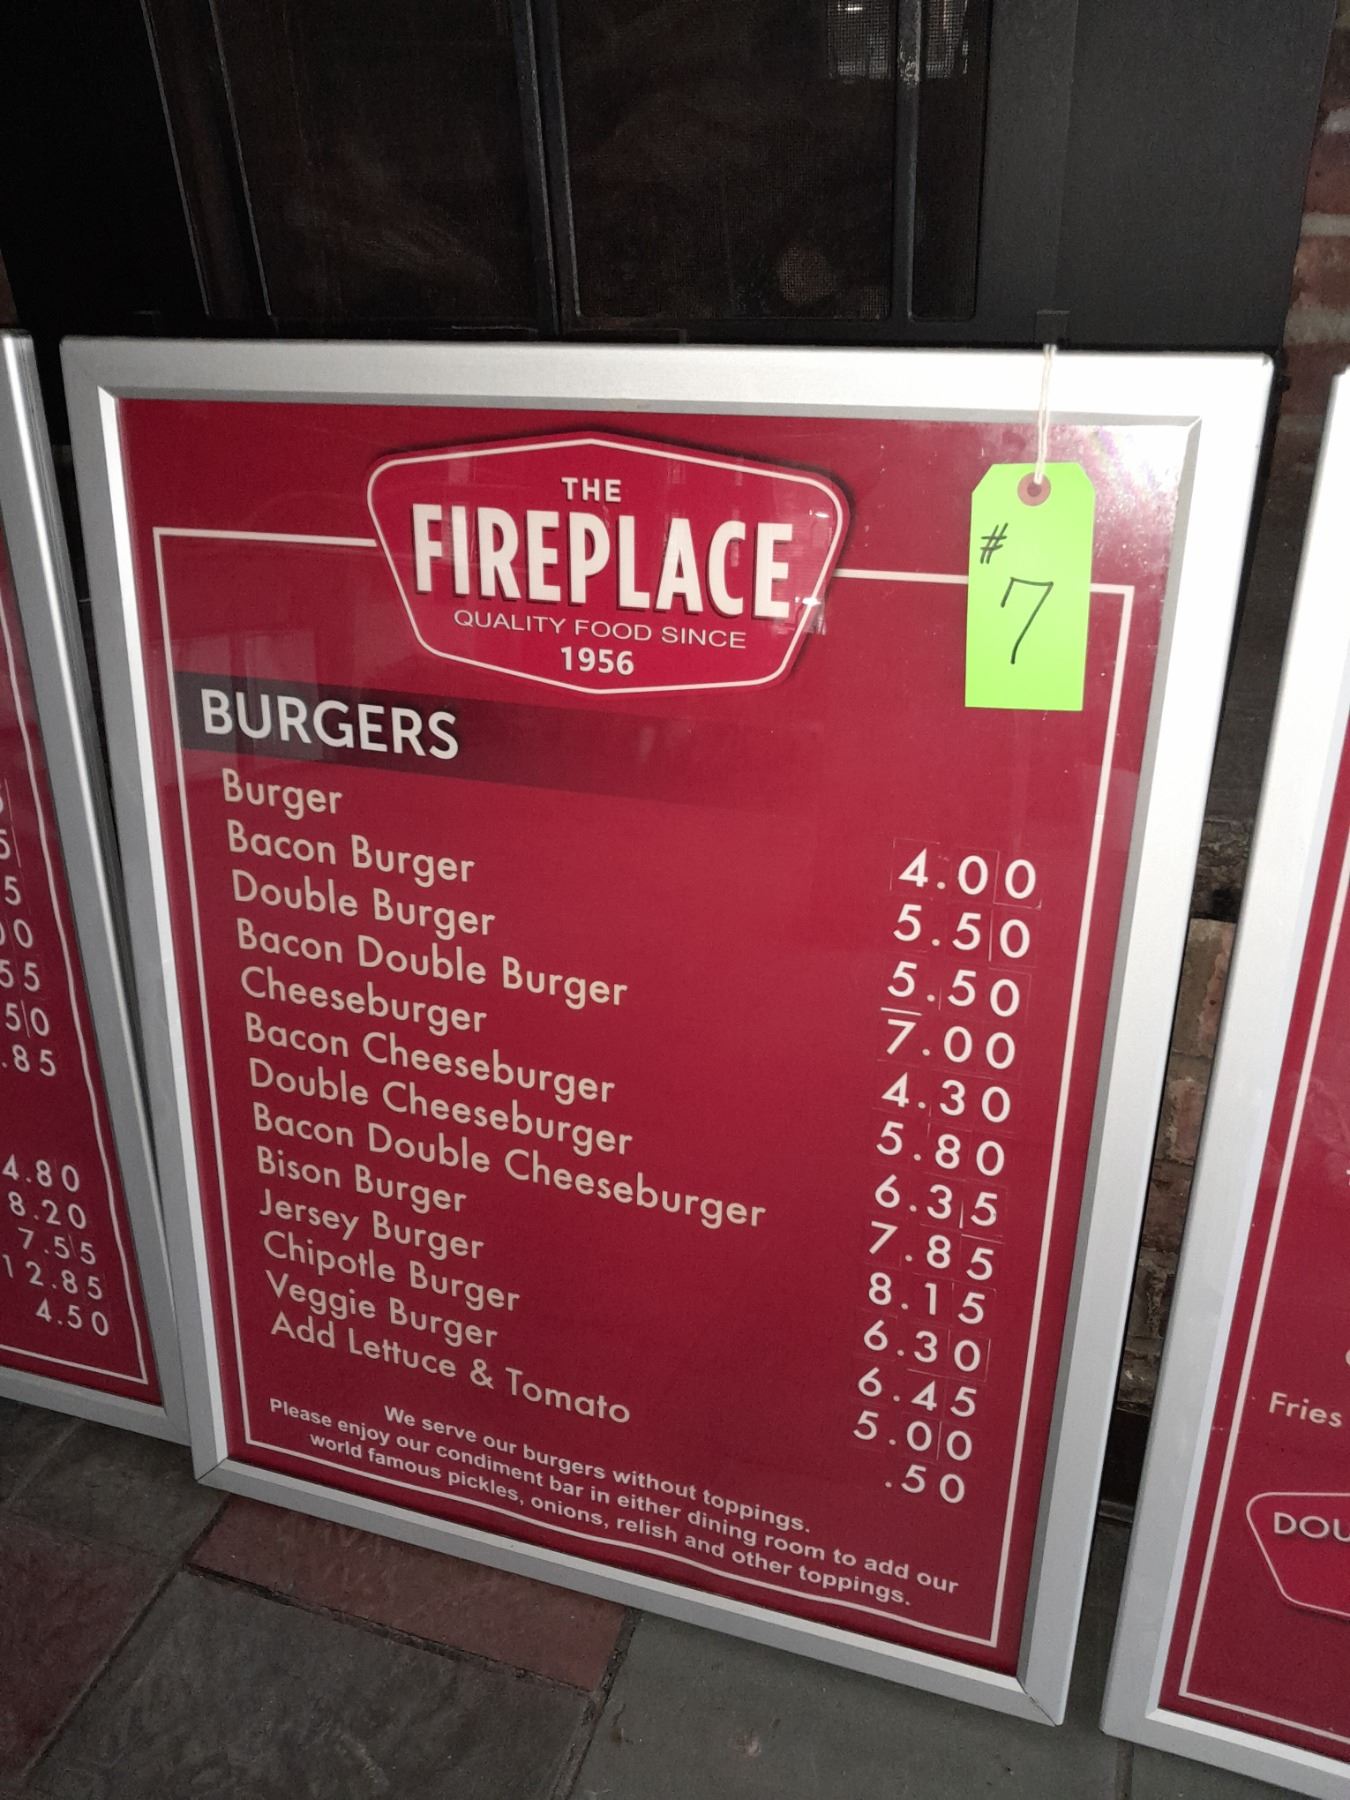 THE
FIREPLACE
QUALITY FOOD SINCE
1956
# 7
BURGERS
Burger 4.00
Bacon Burger 5.50
Double Burger 5.50
Bacon Double Burger 7.00
Cheeseburger 4.30
Bacon Cheeseburger 5.80
Double Cheeseburger 6.35
Bacon Double Cheeseburger 7.85
Bison Burger 8.15
Jersey Burger 6.30
Chipotle Burger 6.45
Veggie Burger 5.00
Add Lettuce & Tomato .50
We serve our burgers without toppings.
Please enjoy our condiment bar in either dining room to add our
world famous pickles, onions, relish and other toppings.
4.80
8.20
7.55
12.85
4.50
Fries